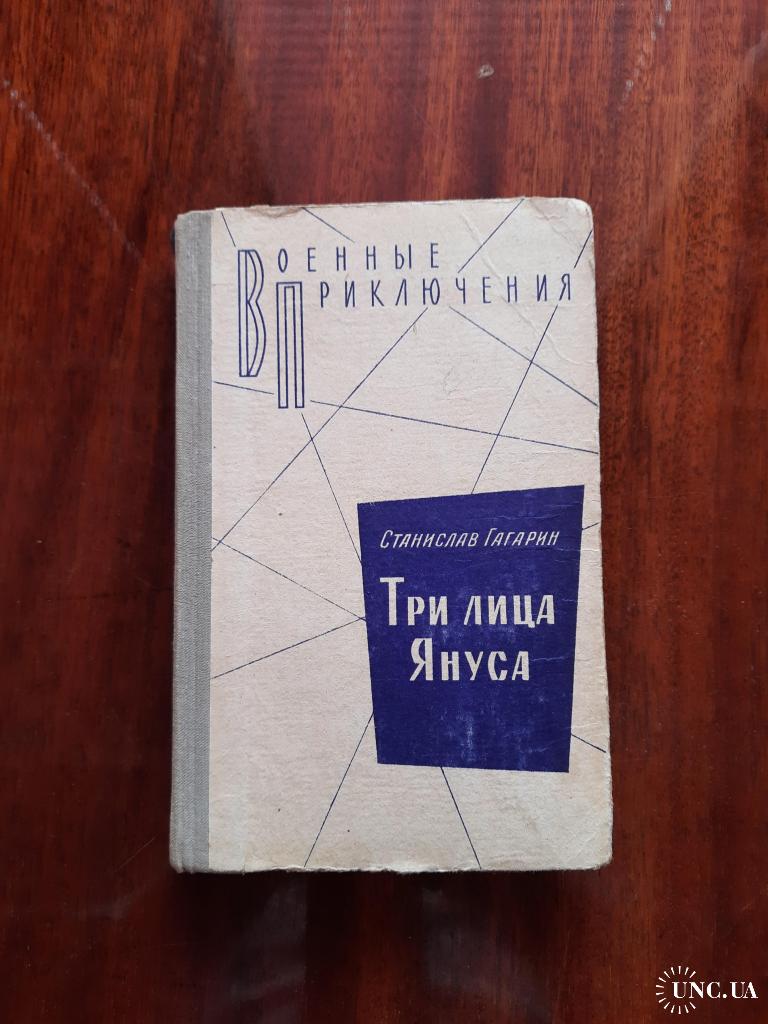 Военные
Приключения
Станислав Гагарин
Три лица
Януса
UNC.UA